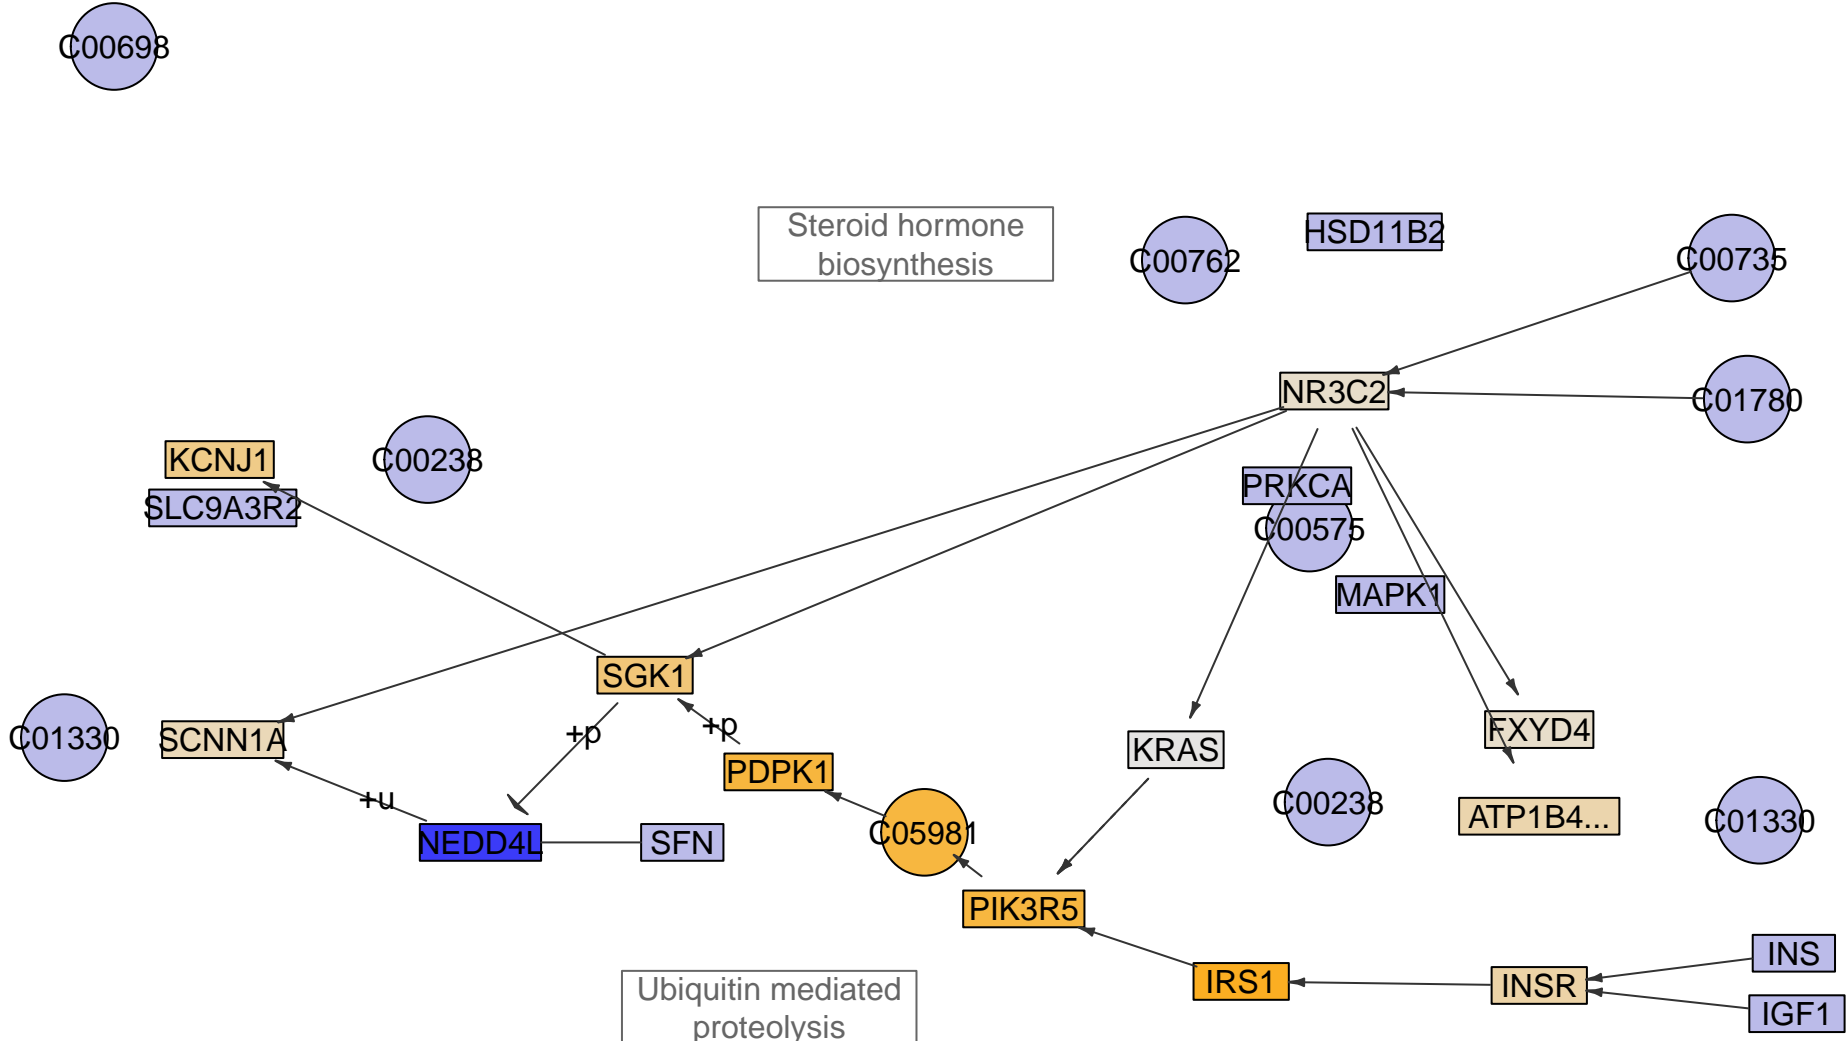 C00698
Steroid hormone
biosynthesis
C00762
HSD11B2
C00735
NR3C2
C01780
KCNJ1
C00238
SLC9A3R2
PRKCA
C00575
MAPK1
SGK1
SCNN1A
C01330
+p
+p
FXYD4
KRAS
PDPK1
+u
C00238
ATP1B4...
C01330
NEDD4L
SFN
C05981
PIK3R5
INS
IRS1
INSR
IGF1
Ubiquitin mediated
proteolysis